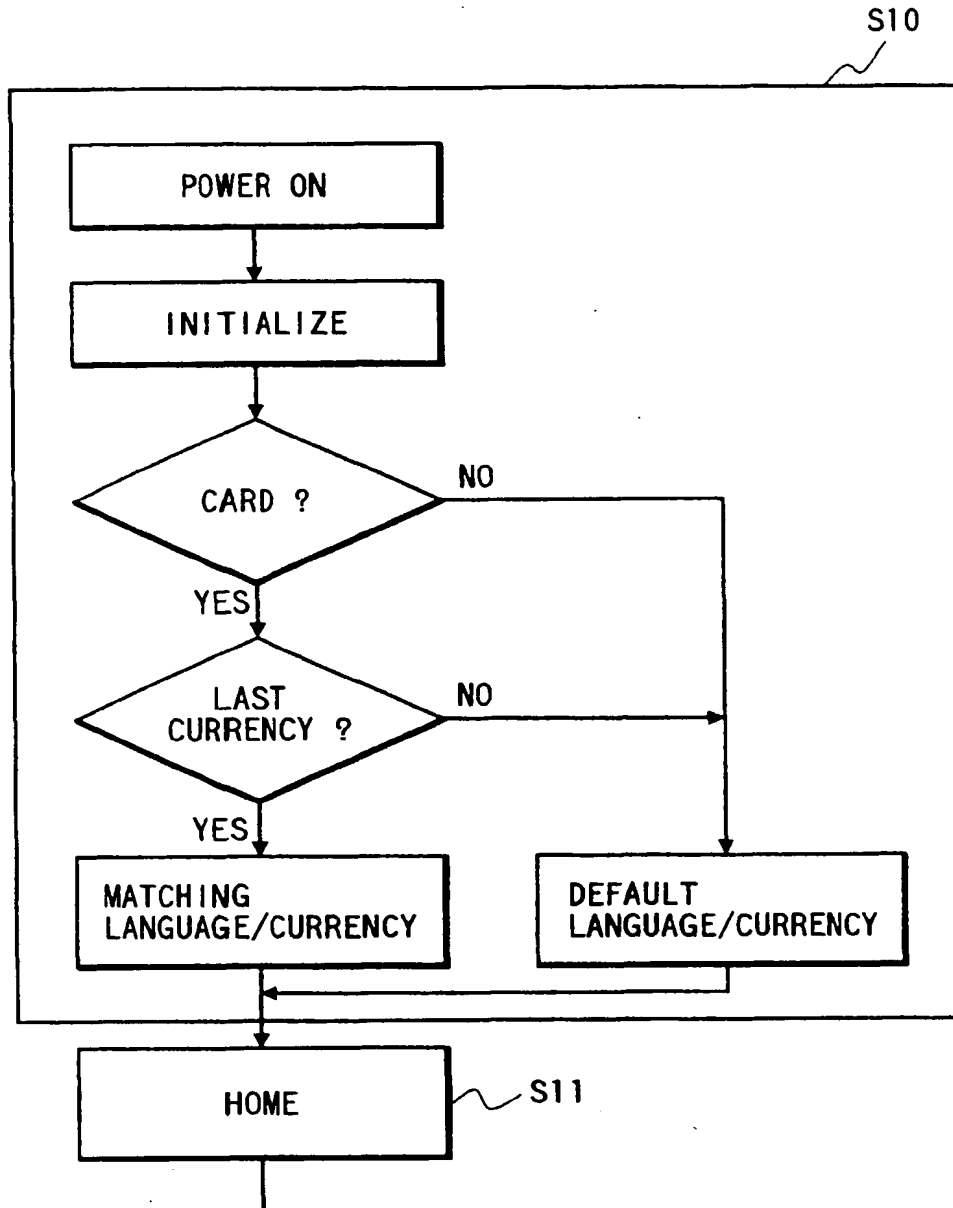 S10
POWER ON
INITIALIZE
CARD ?
NO
YES
LAST
CURRENCY ?
NO
YES
MATCHING
LANGUAGE/CURRENCY
DEFAULT
LANGUAGE/CURRENCY
HOME
S11